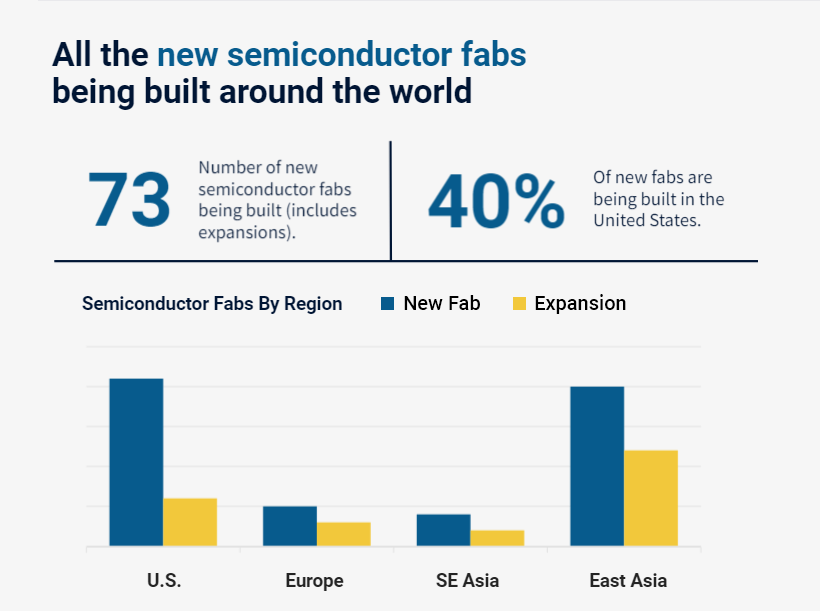 All the new semiconductor fabs
being built around the world
73
Number of new
semiconductor fabs
being built (includes
expansions).
40%
Of new fabs are
being built in the
United States.
Semiconductor Fabs By Region
New Fab
Expansion
U.S.
Europe
SE Asia
East Asia